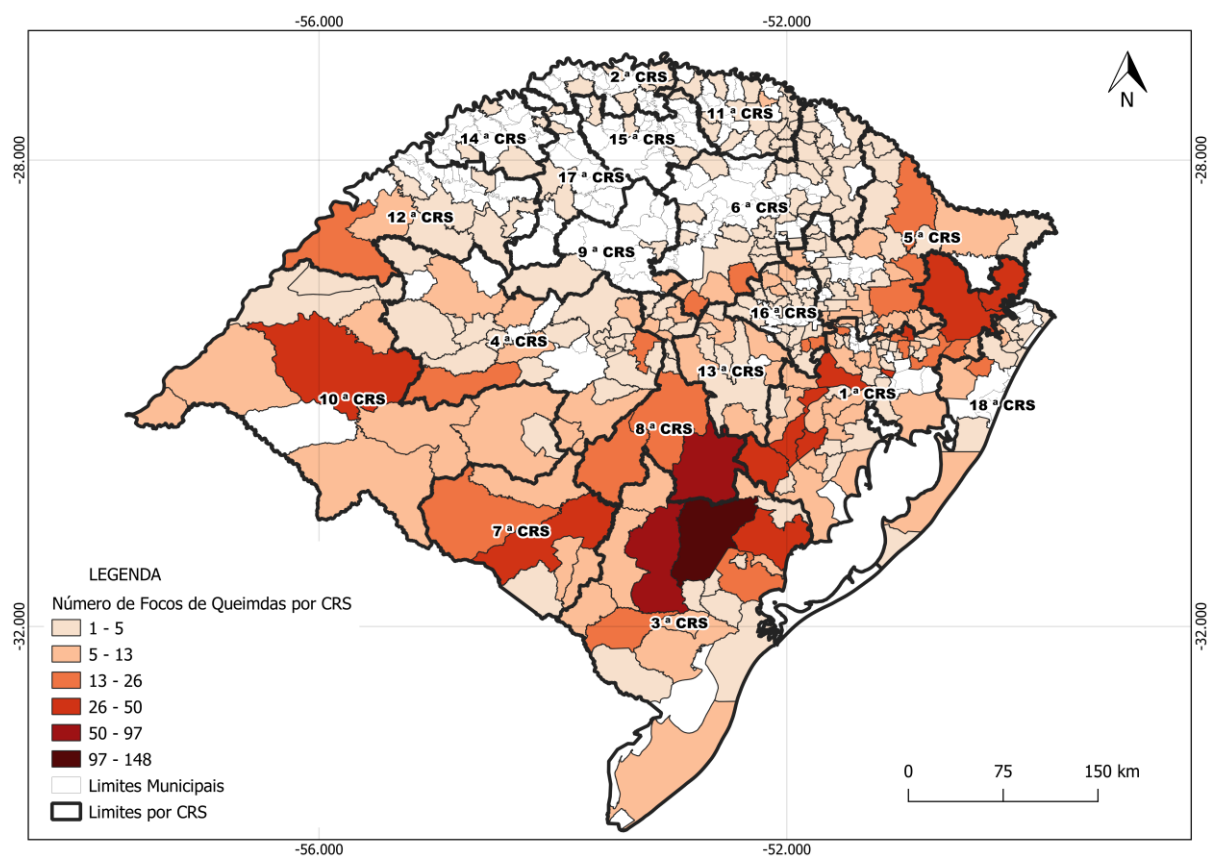 -56.000
-52.000
N
-28.000
-28.000
2 ª CRS
11 ª CRS
14 ª CRS
15 ª CRS
17 ª CRS
6 ª CRS
12 ª CRS
5 ª CRS
9 ª CRS
16 ª CRS
4 ª CRS
13 ª CRS
1 ª CRS
10 ª CRS
18 ª CRS
8 ª CRS
7 ª CRS
3 ª CRS
-32.000
-32.000
LEGENDA
Número de Focos de Queimdas por CRS
1 - 5
5 - 13
13 - 26
26 - 50
50 - 97
97 - 148
Limites Municipais
Limites por CRS
0 75 150 km
-56.000
-52.000